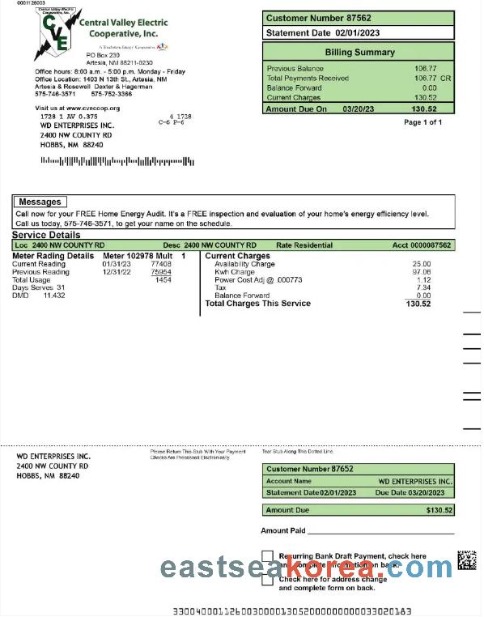 0001126003
Central Valley Electric
Cooperative, Inc.
CVE
PO Box 230
Artesia, NM 88211-0230
Office hours: 8:00 a.m. - 5:00 p.m. Monday - Friday
Office Location: 1403 N 13th St., Artesia, NM
Artesia & Roswell Dexter & Hagerman
575-746-3571 575-752-3366
Visit us at www.cvecoop.org
1728 1 AV 0.375 4 1728
WD ENTERPRISES INC. C-6 P-6
2400 NW COUNTY RD
HOBBS, NM 88240
Customer Number 87562
Statement Date 02/01/2023
Billing Summary
Previous Balance 106.77
Total Payments Received 106.77 CR
Balance Forward 0.00
Current Charges 130.52
Amount Due On 03/20/23 130.52
Page 1 of 1
Messages
Call now for your FREE Home Energy Audit. It's a FREE inspection and evaluation of your home's energy efficiency level.
Call us today, 575-746-3571, to get your name on the schedule.
Service Details
Loc 2400 NW COUNTY RD Desc 2400 NW COUNTY RD Rate Residential Acct 0000087562
Meter Rading Details Meter 102978 Mult 1
Current Reading 01/31/23 77408
Previous Reading 12/31/22 75954
Total Usage 1454
Days Serves 31
DMD 11.432
Current Charges
Availability Charge 25.00
Kwh Charge 97.06
Power Cost Adj @ .000773 1.12
Tax 7.34
Balance Forward 0.00
Total Charges This Service 130.52
Please Return This Stub With Your Payment Tear Stub Along This Dotted Line
Checks Are Processed Electronically
WD ENTERPRISES INC.
2400 NW COUNTY RD
HOBBS, NM 88240
Customer Number 87652
Account Name WD ENTERPRISES INC.
Statement Date02/01/2023 Due Date 03/20/2023
Amount Due $130.52
Amount Paid
Recurring Bank Draft Payment, check here
and complete information on back.
Check here for address change
and complete form on back.
eastseakorea.com